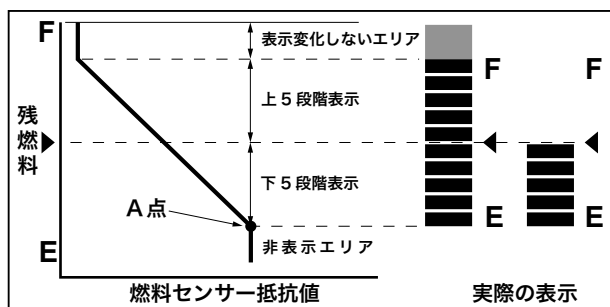 F
表示変化しないエリア
F
F
上5段階表示
残燃料
下5段階表示
A点
E
E
E
非表示エリア
燃料センサー抵抗値
実際の表示